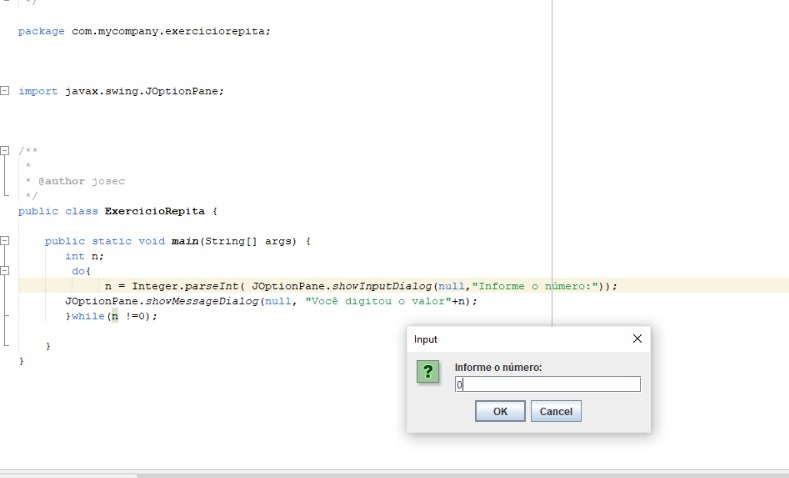 */
package com.mycompany.exerciciorepita;
import javax.swing.JOptionPane;
/**
*
* @author josec
*/
public class ExercicioRepita {
public static void main(String[] args) {
int n;
do{
n = Integer.parseInt( JOptionPane.showInputDialog(null,"Informe o número:"));
JOptionPane.showMessageDialog(null, "Você digitou o valor"+n);
}while(n !=0);
}
}
Input
Informe o número:
0
OK Cancel